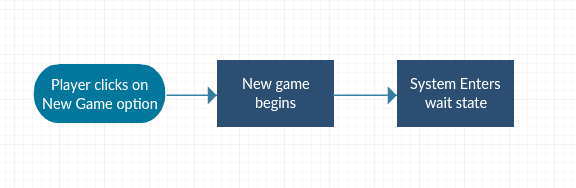 Player clicks on
New Game option
New game
begins
System Enters
wait state